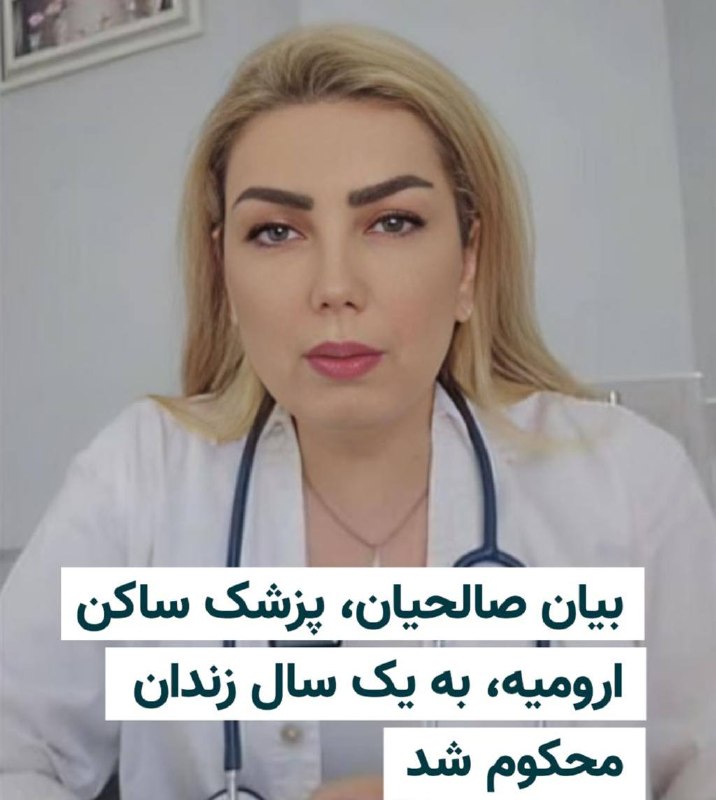 بیان صالحیان، پزشک ساکن
ارومیه، به یک سال زندان
محکوم شد